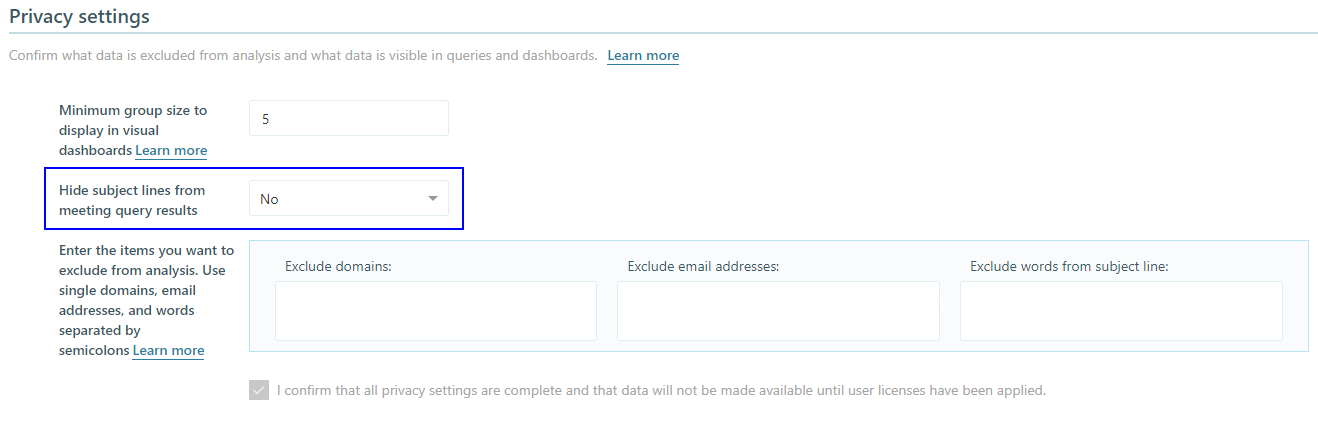 Privacy settings
Confirm what data is excluded from analysis and what data is visible in queries and dashboards. Learn more
Minimum group size to
display in visual
dashboards Learn more
5
Hide subject lines from
meeting query results
No
Enter the items you want to
exclude from analysis. Use
single domains, email
addresses, and words
separated by
semicolons Learn more
Exclude domains:
Exclude email addresses:
Exclude words from subject line:
I confirm that all privacy settings are complete and that data will not be made available until user licenses have been applied.